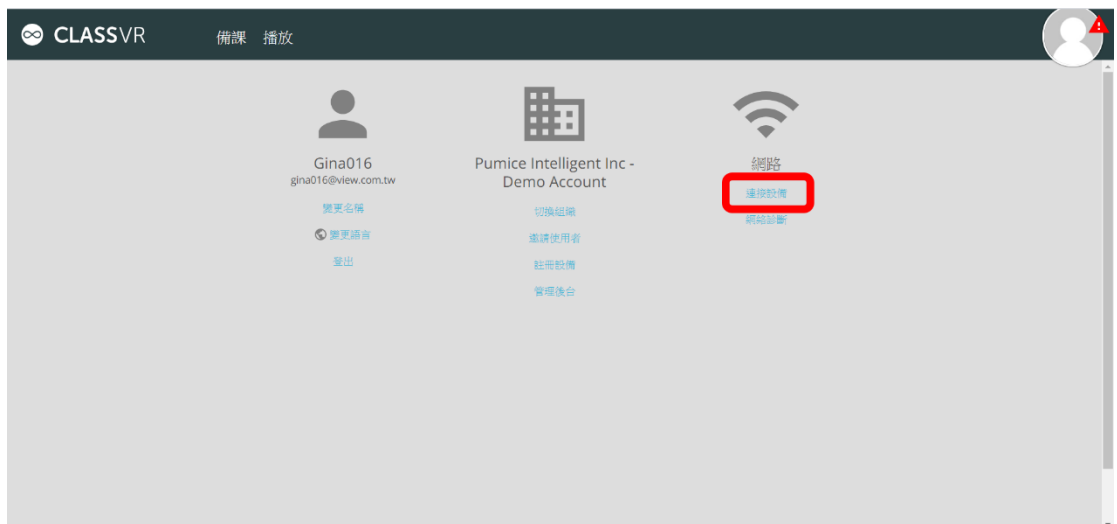 CLASSVR
備課 播放
Gina016
gina016@view.com.tw
變更名稱
變更語言
登出
Pumice Intelligent Inc -
Demo Account
切換組織
邀請使用者
註冊設備
管理後台
網路
連接設備
網絡診斷